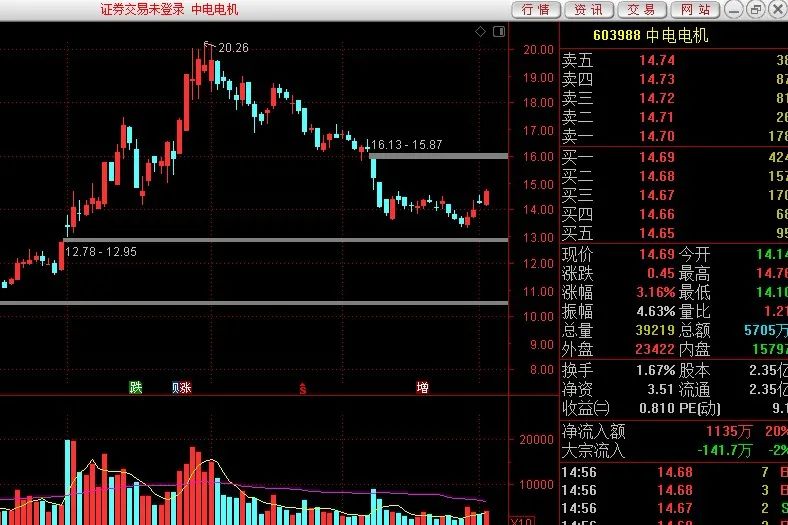 证券交易未登录 中电电机
行情 资讯 交易 网站
603988 中电电机
20.26
16.13 - 15.87
12.78 - 12.95
20.00
19.00
18.00
17.00
16.00
15.00
14.00
13.00
12.00
11.00
10.00
9.00
8.00
跌 涨 增
20000
10000
X10
卖五 14.74 38
卖四 14.73 87
卖三 14.72 81
卖二 14.71 26
卖一 14.70 178
买一 14.69 424
买二 14.68 157
买三 14.67 170
买四 14.66 68
买五 14.65 95
现价 14.69 今开 14.14
涨跌 0.45 最高 14.76
涨幅 3.16% 最低 14.10
振幅 4.63% 量比 1.21
总量 39219 总额 5705万
外盘 23422 内盘 15797
换手 1.67% 股本 2.35亿
净资 3.51 流通 2.35亿
收益㈡ 0.810 PE(动) 9.1
净流入额 1135万 20%
大宗流入 -141.7万 -2%
14:56 14.68 7
14:56 14.68 3
14:56 14.67 2 S
14:56 14.68 3